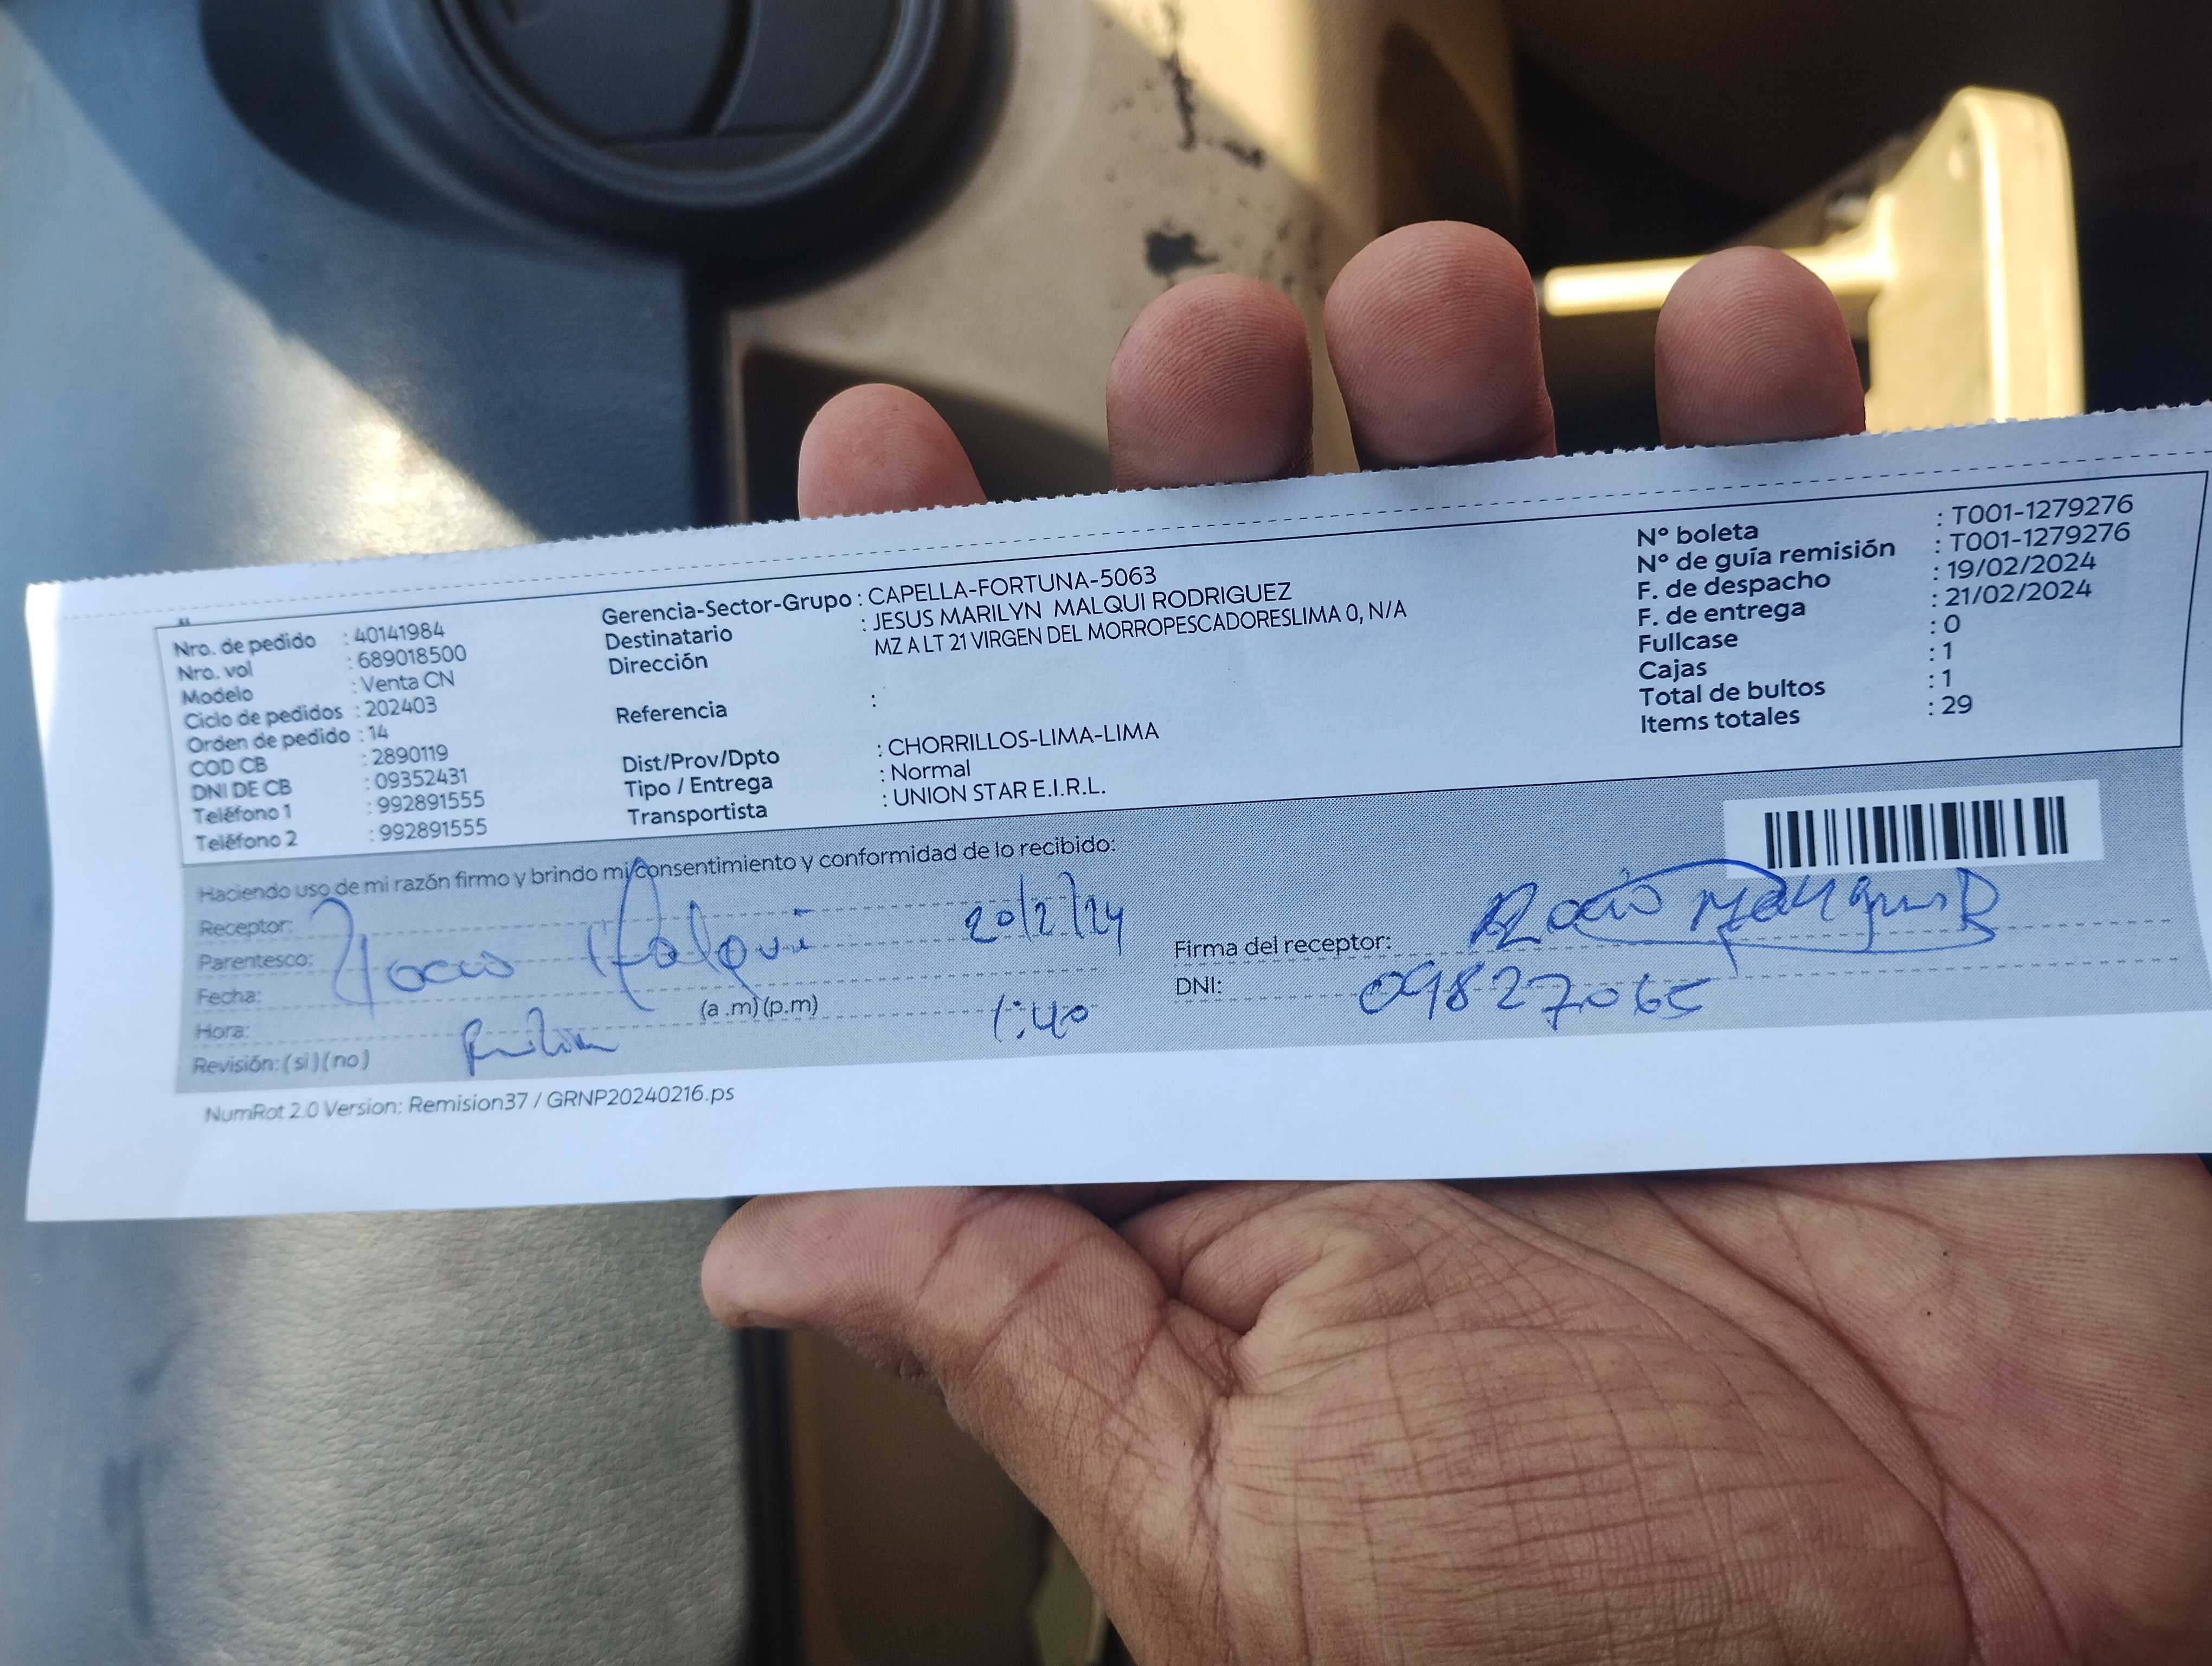 Nro. de pedido : 40141984
Nro. vol : 689018500
Modelo : Venta CN
Ciclo de pedidos : 202403
Orden de pedido : 14
COD CB : 2890119
DNI DE CB : 09352431
Teléfono 1 : 992891555
Teléfono 2 : 992891555
Gerencia-Sector-Grupo : CAPELLA-FORTUNA-5063
Destinatario : JESUS MARILYN MALQUI RODRIGUEZ
Dirección MZ A LT 21 VIRGEN DEL MORROPESCADORESLIMA 0, N/A
Referencia :
Dist/Prov/Dpto : CHORRILLOS-LIMA-LIMA
Tipo / Entrega : Normal
Transportista : UNION STAR E.I.R.L.
Nº boleta : T001-1279276
Nº de guía remisión : T001-1279276
F. de despacho : 19/02/2024
F. de entrega : 21/02/2024
Fullcase : 0
Cajas : 1
Total de bultos : 1
Items totales : 29
Haciendo uso de mi razón firmo y brindo mi consentimiento y conformidad de lo recibido:
Receptor:
Parentesco: Malqui 20/2/24
Fecha:
Hora: (a .m)(p.m) 1:40
Revisión: (si)(no)
Firma del receptor: Rocio Malqui R
DNI: 09827065
NumRot 2.0 Version: Remision37 / GRNP20240216.ps